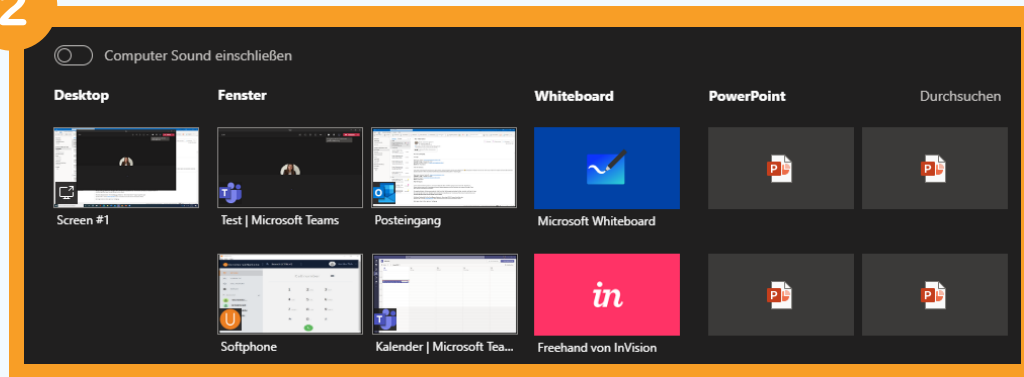 2
Computer Sound einschließen
Desktop
Fenster
Whiteboard
PowerPoint
Durchsuchen
Screen #1
Test | Microsoft Teams
Posteingang
Microsoft Whiteboard
in
Softphone
Kalender | Microsoft Tea...
Freehand von InVision